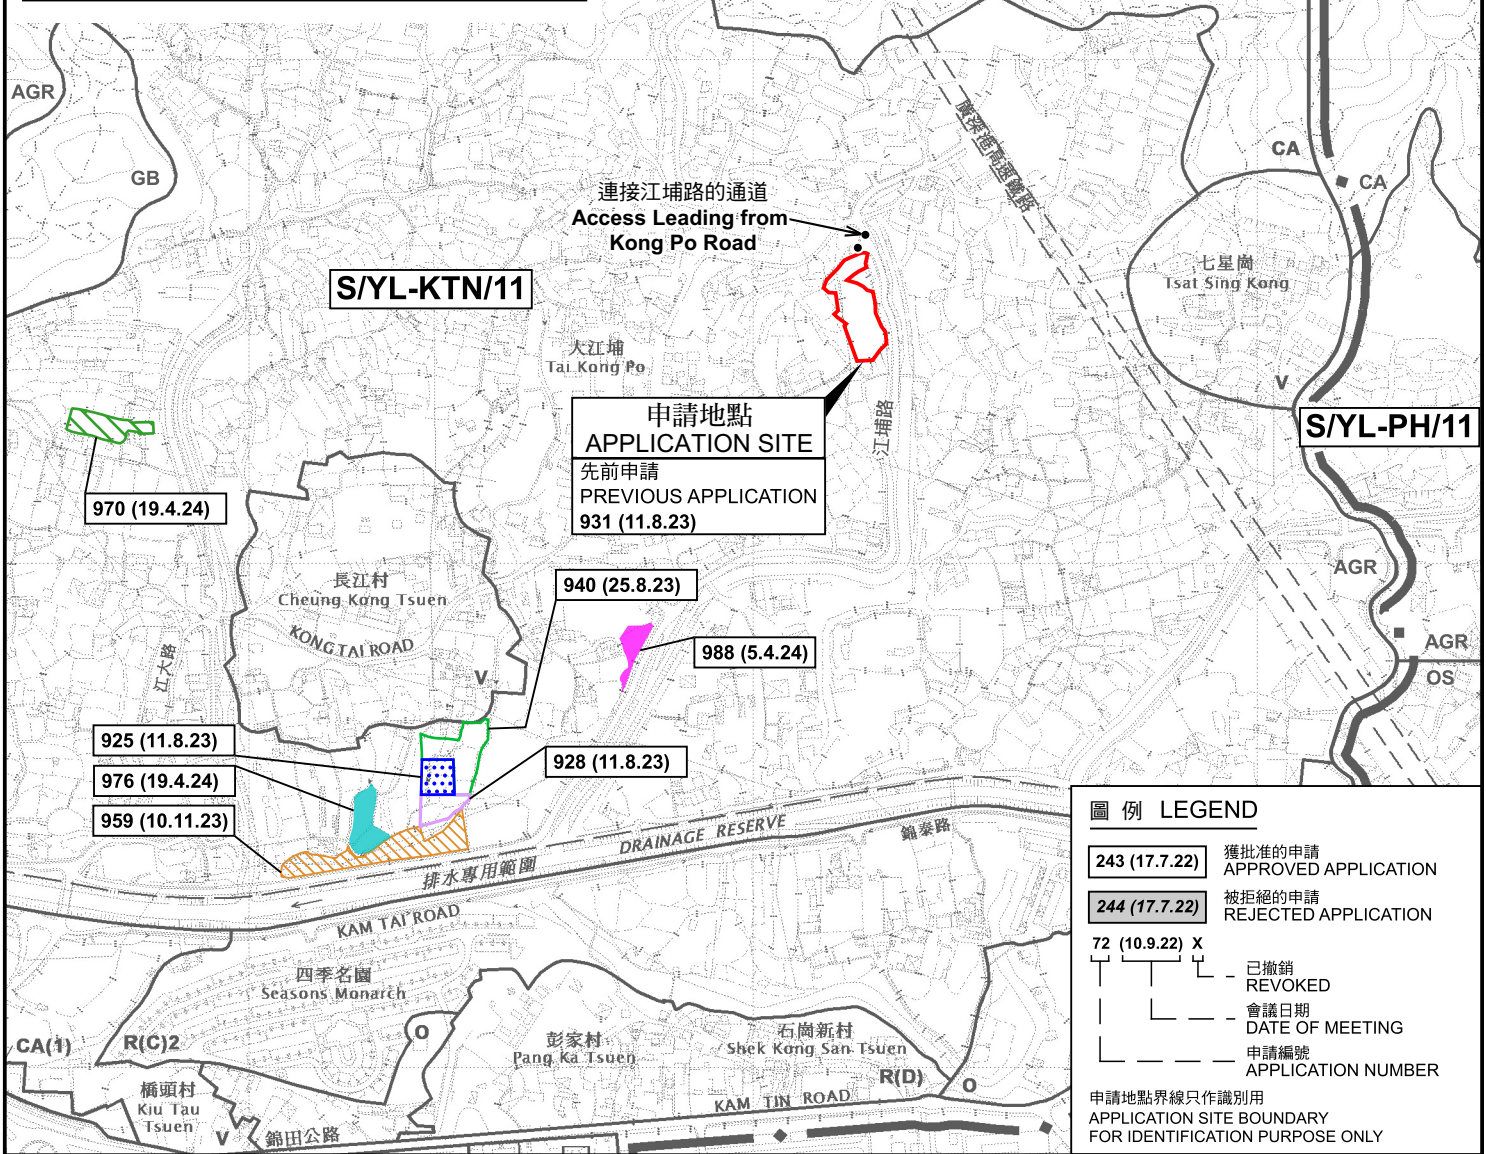 AGR
GB
連接江埔路的通道
Access Leading from
Kong Po Road
S/YL-KTN/11
廣深港高速鐵路
CA
CA
七星崗
Tsat Sing Kong
V
S/YL-PH/11
大江埔
Tai Kong Po
申請地點
APPLICATION SITE
先前申請
PREVIOUS APPLICATION
931 (11.8.23)
江埔路
970 (19.4.24)
長江村
Cheung Kong Tsuen
KONG TAI ROAD
V
江大路
940 (25.8.23)
988 (5.4.24)
AGR
AGR
OS
925 (11.8.23)
976 (19.4.24)
959 (10.11.23)
928 (11.8.23)
排水專用範圍
DRAINAGE RESERVE
錦泰路
KAM TAI ROAD
四季名園
Seasons Monarch
CA(1)
R(C)2
O
彭家村
Pang Ka Tsuen
石崗新村
Shek Kong San Tsuen
R(D)
O
橋頭村
Kiu Tau
Tsuen
V
錦田公路
KAM TIN ROAD
圖例 LEGEND
243 (17.7.22)
獲批准的申請
APPROVED APPLICATION
244 (17.7.22)
被拒絕的申請
REJECTED APPLICATION
72 (10.9.22) X
已撤銷
REVOKED
會議日期
DATE OF MEETING
申請編號
APPLICATION NUMBER
申請地點界線只作識別用
APPLICATION SITE BOUNDARY
FOR IDENTIFICATION PURPOSE ONLY